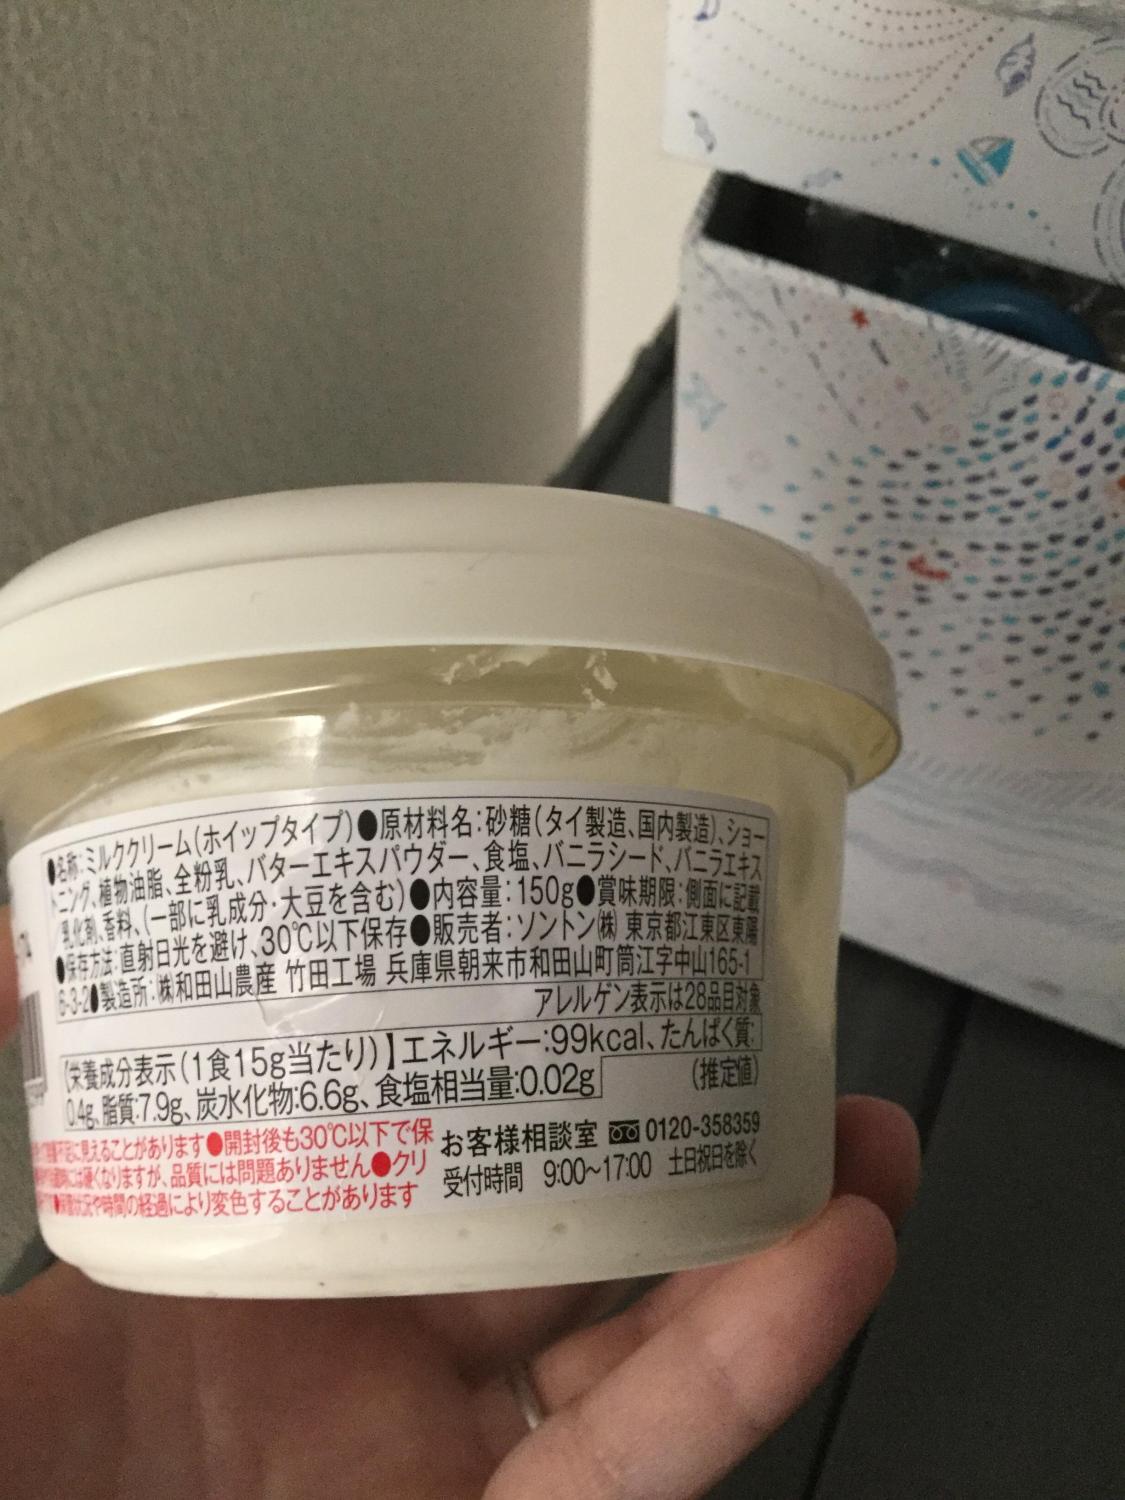 ●名称:ミルククリーム(ホイップタイプ)●原材料名:砂糖(タイ製造、国内製造)、ショー
トニング、植物油脂、全粉乳、バターエキスパウダー、食塩、バニラシード、バニラエキス
/乳化剤、香料、(一部に乳成分・大豆を含む)●内容量:150g●賞味期限:側面に記載
●保存方法:直射日光を避け、30℃以下保存●販売者:ソントン㈱ 東京都江東区東陽
6-3-2●製造所:㈱和田山農産 竹田工場 兵庫県朝来市和田山町筒江字中山165-1
アレルゲン表示は28品目対象
【栄養成分表示(1食15g当たり)】エネルギー:99kcal、たんぱく質:
0.4g、脂質:7.9g、炭水化物:6.6g、食塩相当量:0.02g
(推定値)
に見えることがあります●開封後も30℃以下で保
は硬くなりますが、品質には問題ありません●クリ
●保管状況や時間の経過により変色することがあります
お客様相談室 0120-358359
受付時間 9:00~17:00 土日祝日を除く